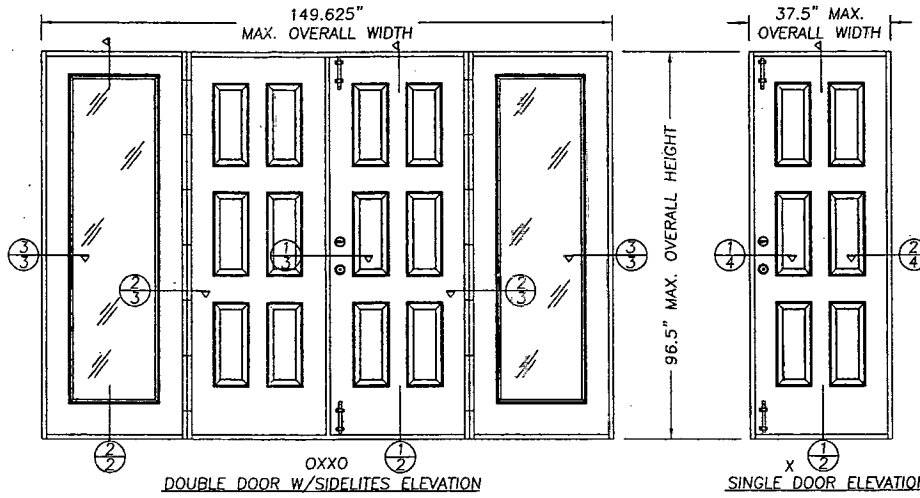 149.625"
MAX. OVERALL WIDTH
37.5" MAX.
OVERALL WIDTH
96.5" MAX. OVERALL HEIGHT
3
3
1
3
3
3
1
4
2
4
2
3
2
3
2
2
1
2
1
2
OXXO
DOUBLE DOOR W/SIDELITES ELEVATION
X
SINGLE DOOR ELEVATION